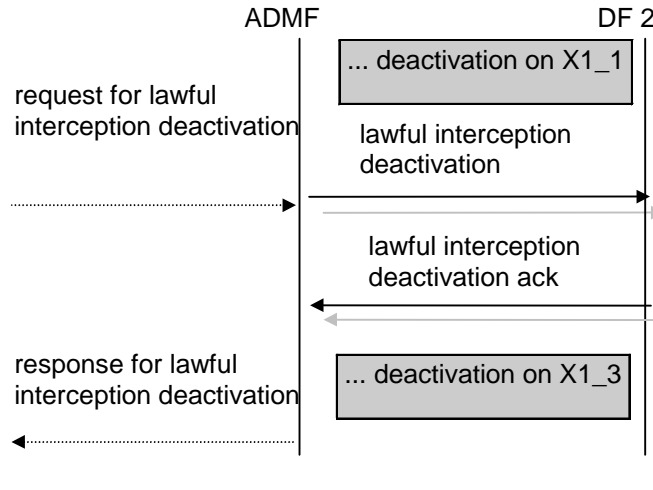 ADMF
DF 2
... deactivation on X1_1
request for lawful
interception deactivation
lawful interception
deactivation
lawful interception
deactivation ack
response for lawful
interception deactivation
... deactivation on X1_3